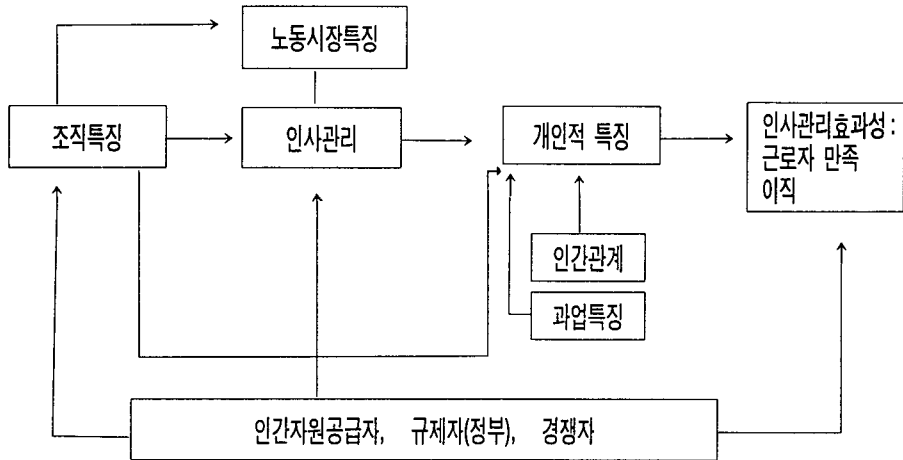 노동시장특징
조직특징
인사관리
개인적 특징
인사관리효과성 :
근로자 만족
이직
인간관계
과업특징
인간자원공급자, 규제자(정부), 경쟁자